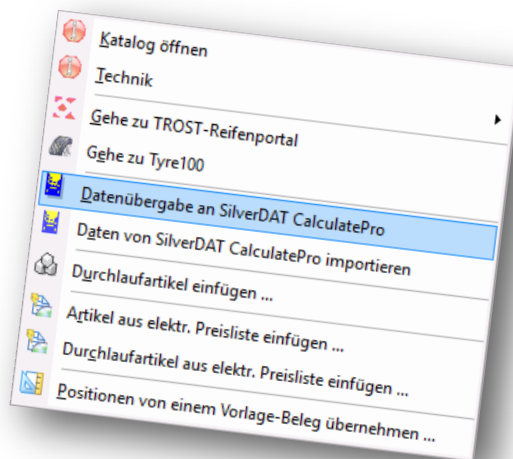 Katalog öffnen
Technik
Gehe zu TROST-Reifenportal
Gehe zu Tyre100
Datenübergabe an SilverDAT CalculatePro
Daten von SilverDAT CalculatePro importieren
Durchlaufartikel einfügen ...
Artikel aus elektr. Preisliste einfügen ...
Durchlaufartikel aus elektr. Preisliste einfügen ...
Positionen von einem Vorlage-Beleg übernehmen ...